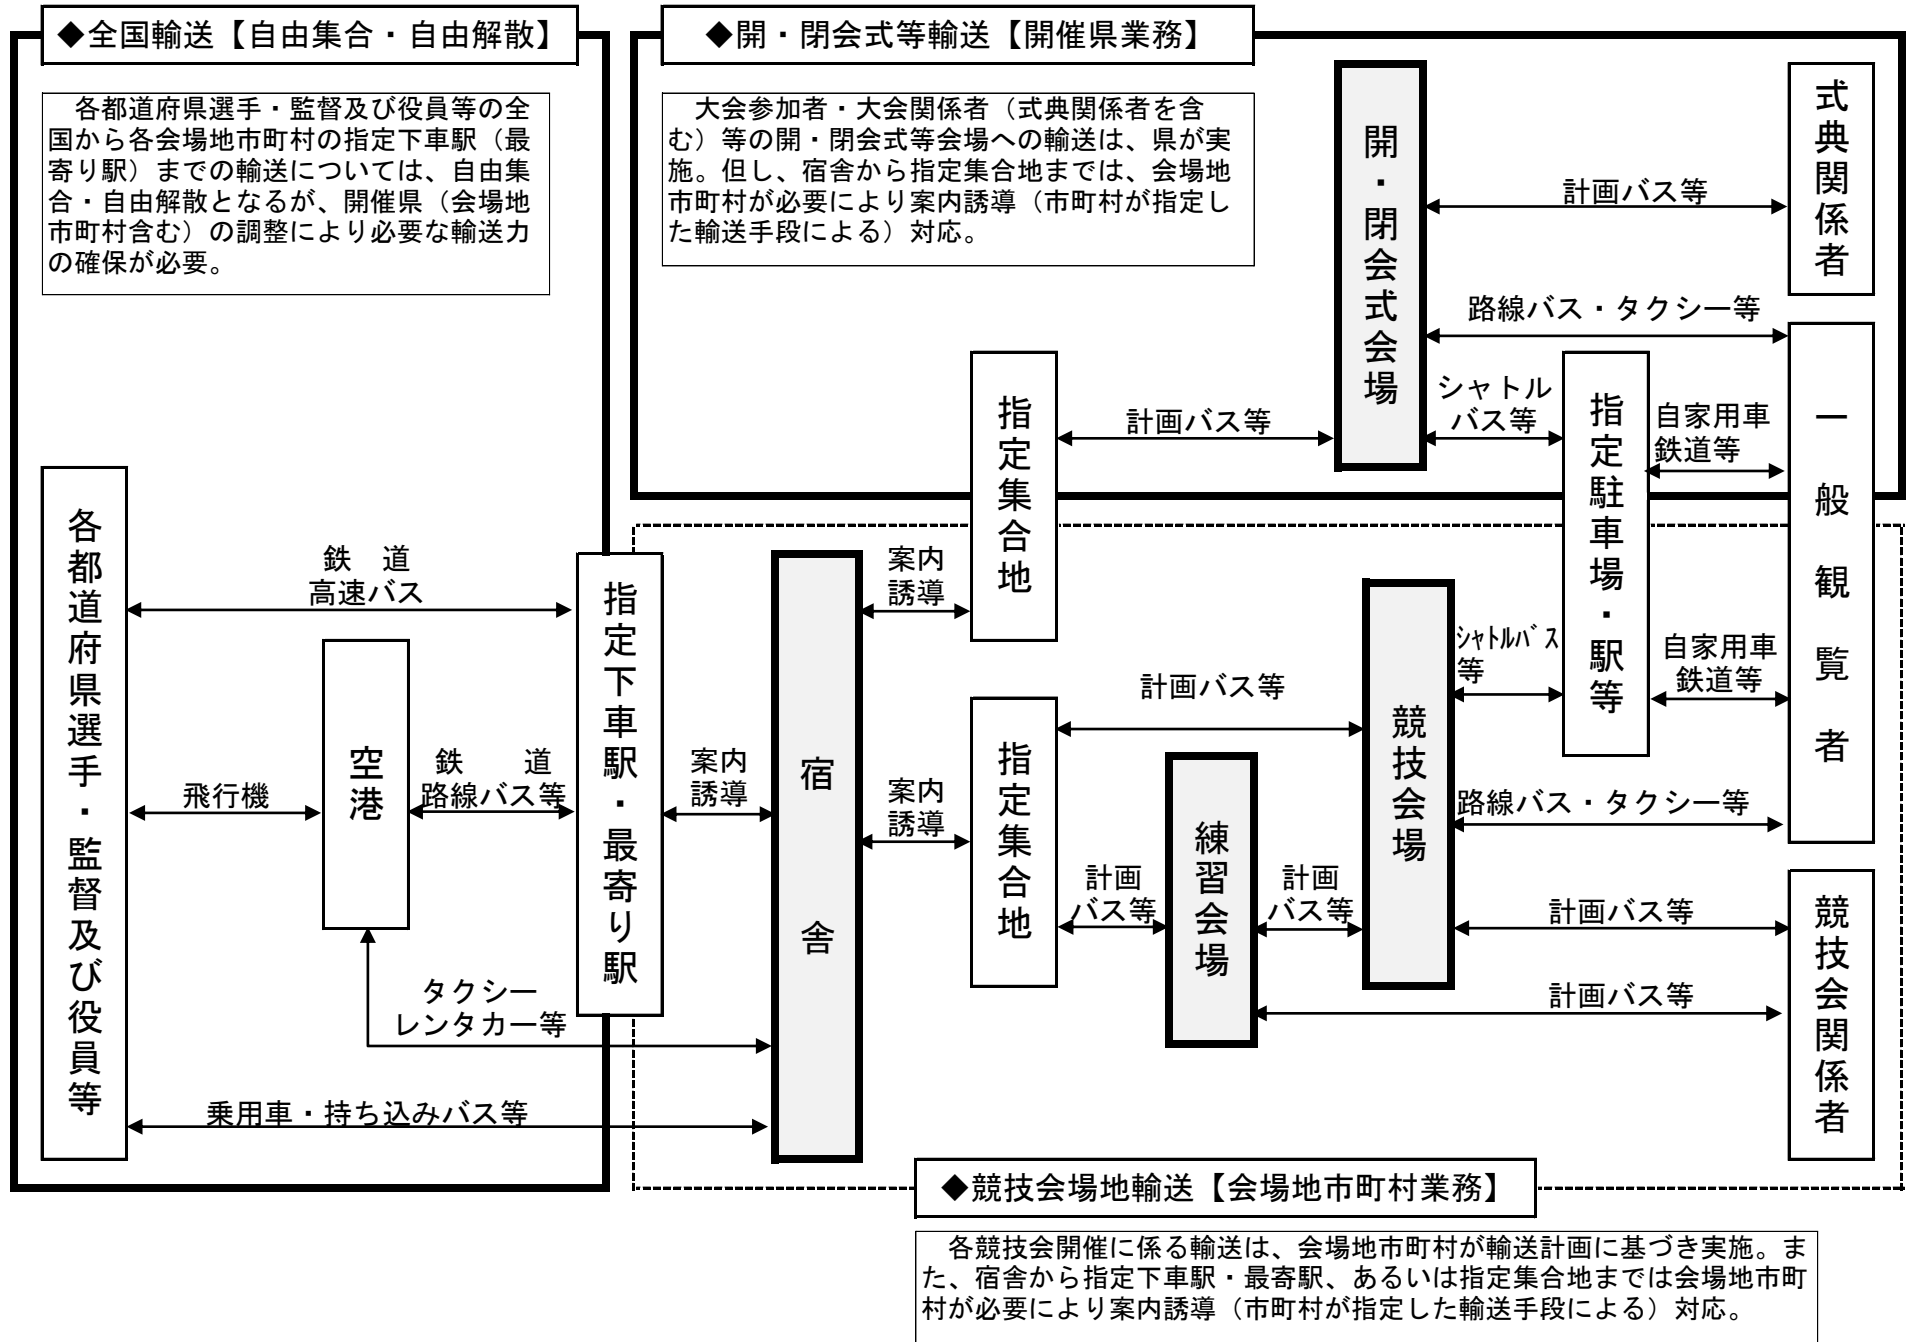 ◆全国輸送【自由集合・自由解散】
各都道府県選手・監督及び役員等の全
国から各会場地市町村の指定下車駅（最
寄り駅）までの輸送については、自由集
合・自由解散となるが、開催県（会場地
市町村含む）の調整により必要な輸送力
の確保が必要。
◆開・閉会式等輸送【開催県業務】
大会参加者・大会関係者（式典関係者を含
む）等の開・閉会式等会場への輸送は、県が実
施。但し、宿舎から指定集合地までは、会場地
市町村が必要により案内誘導（市町村が指定し
た輸送手段による）対応。
開・閉会式会場
計画バス等
式典関係者
路線バス・タクシー等
指定集合地
計画バス等
シャトル
バス等
指定駐車場・駅等
自家用車
鉄道等
一般観覧者
各都道府県選手・監督及び役員等
鉄　道
高速バス
空港
飛行機
鉄　　道
路線バス等
指定下車駅・最寄り駅
案内
誘導
宿舎
案内
誘導
案内
誘導
指定集合地
計画バス等
競技会場
ｼｬﾄﾙﾊﾞｽ
等
自家用車
鉄道等
路線バス・タクシー等
計画
バス等
練習会場
計画
バス等
計画バス等
計画バス等
競技会関係者
タクシー
レンタカー等
乗用車・持ち込みバス等
◆競技会場地輸送【会場地市町村業務】
各競技会開催に係る輸送は、会場地市町村が輸送計画に基づき実施。ま
た、宿舎から指定下車駅・最寄駅、あるいは指定集合地までは会場地市町
村が必要により案内誘導（市町村が指定した輸送手段による）対応。